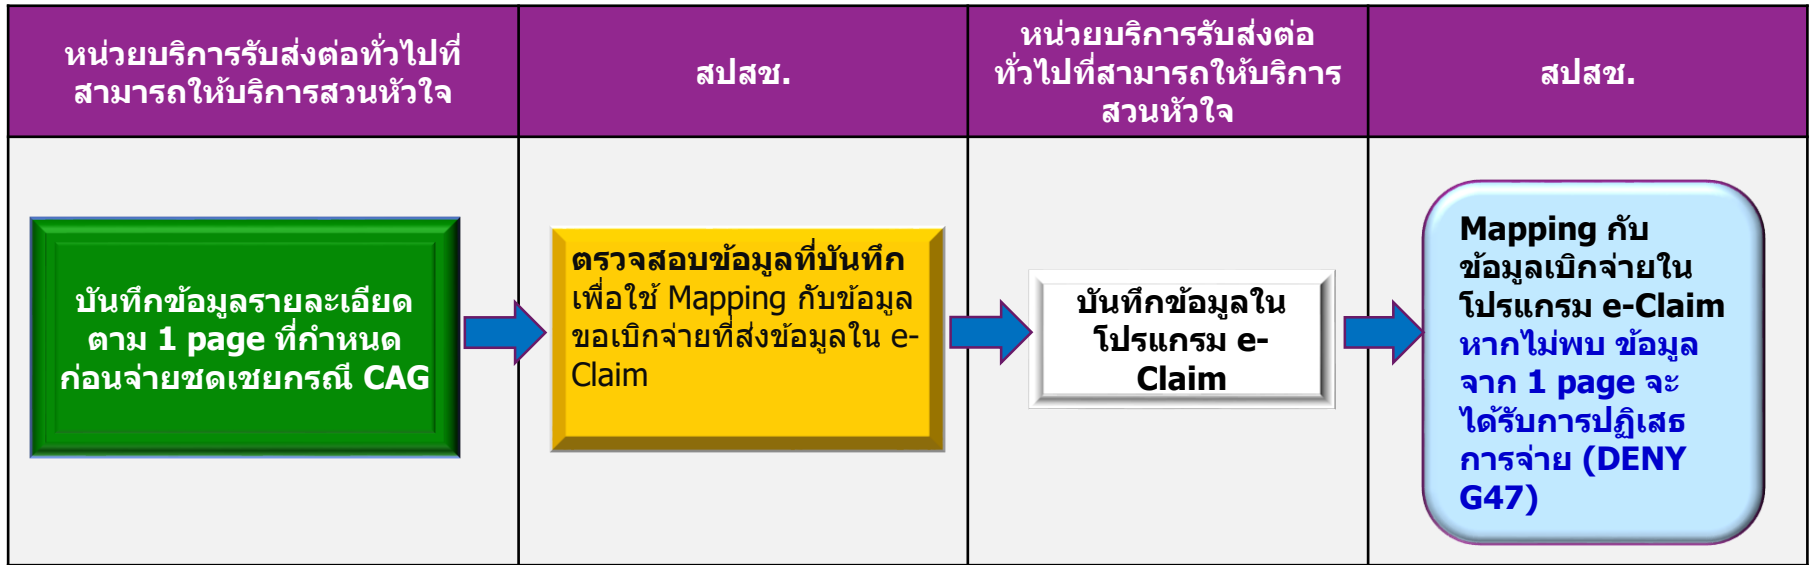 หน่วยบริการรับส่งต่อทั่วไปที่
สามารถให้บริการสวนหัวใจ
สปสช.
หน่วยบริการรับส่งต่อ
ทั่วไปที่สามารถให้บริการ
สวนหัวใจ
สปสช.
บันทึกข้อมูลรายละเอียด
ตาม 1 page ที่กำหนด
ก่อนจ่ายชดเชยกรณี CAG
ตรวจสอบข้อมูลที่บันทึก
เพื่อใช้ Mapping กับข้อมูล
ขอเบิกจ่ายที่ส่งข้อมูลใน e-
Claim
บันทึกข้อมูลใน
โปรแกรม e-
Claim
Mapping กับ
ข้อมูลเบิกจ่ายใน
โปรแกรม e-Claim
หากไม่พบ ข้อมูล
จาก 1 page จะ
ได้รับการปฏิเสธ
การจ่าย (DENY
G47)